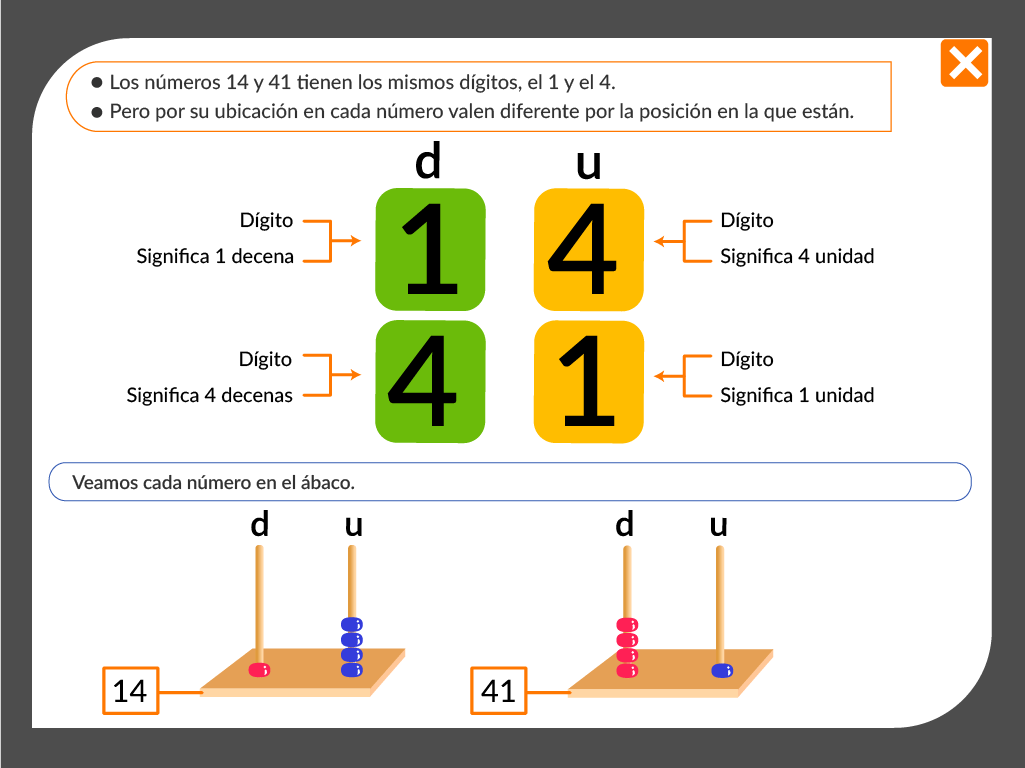 ● Los números 14 y 41 tienen los mismos dígitos, el 1 y el 4.
● Pero por su ubicación en cada número valen diferente por la posición en la que están.
d u
Dígito 1 4 Dígito
Significa 1 decena Significa 4 unidad
Dígito 4 1 Dígito
Significa 4 decenas Significa 1 unidad
Veamos cada número en el ábaco.
d u d u
14 41